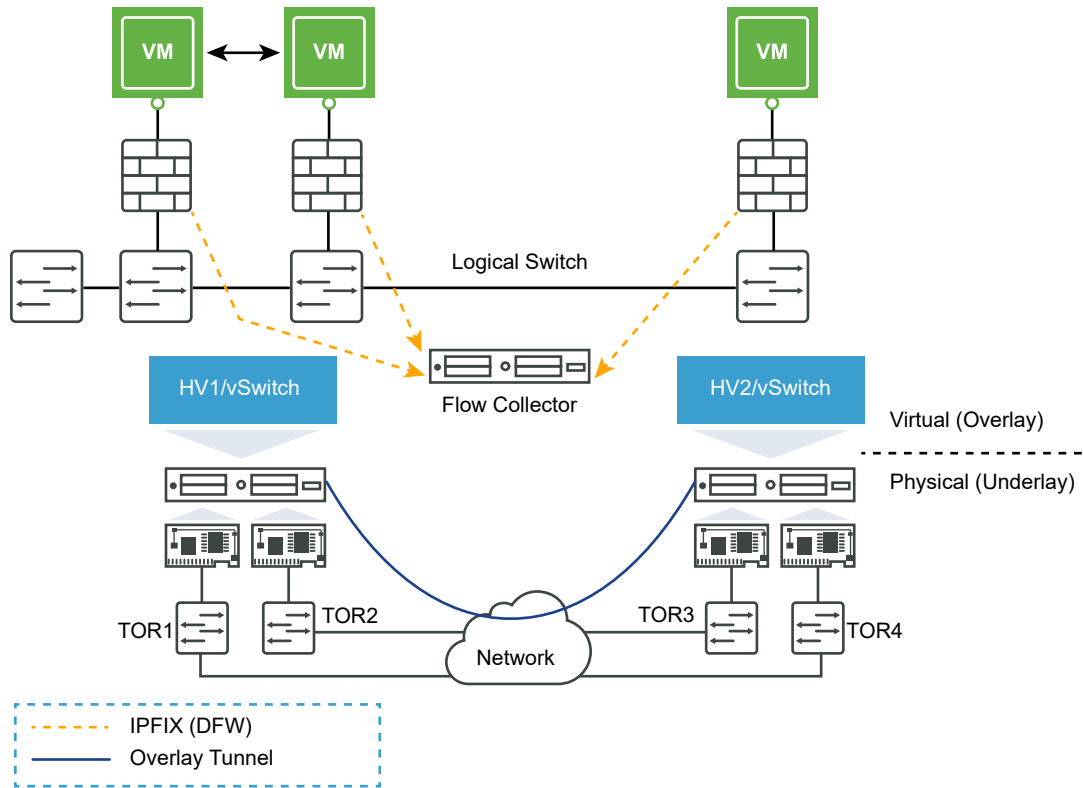 VM
VM
VM
Logical Switch
HV1/vSwitch
Flow Collector
HV2/vSwitch
Virtual (Overlay)
Physical (Underlay)
TOR1
TOR2
TOR3
TOR4
Network
IPFIX (DFW)
Overlay Tunnel